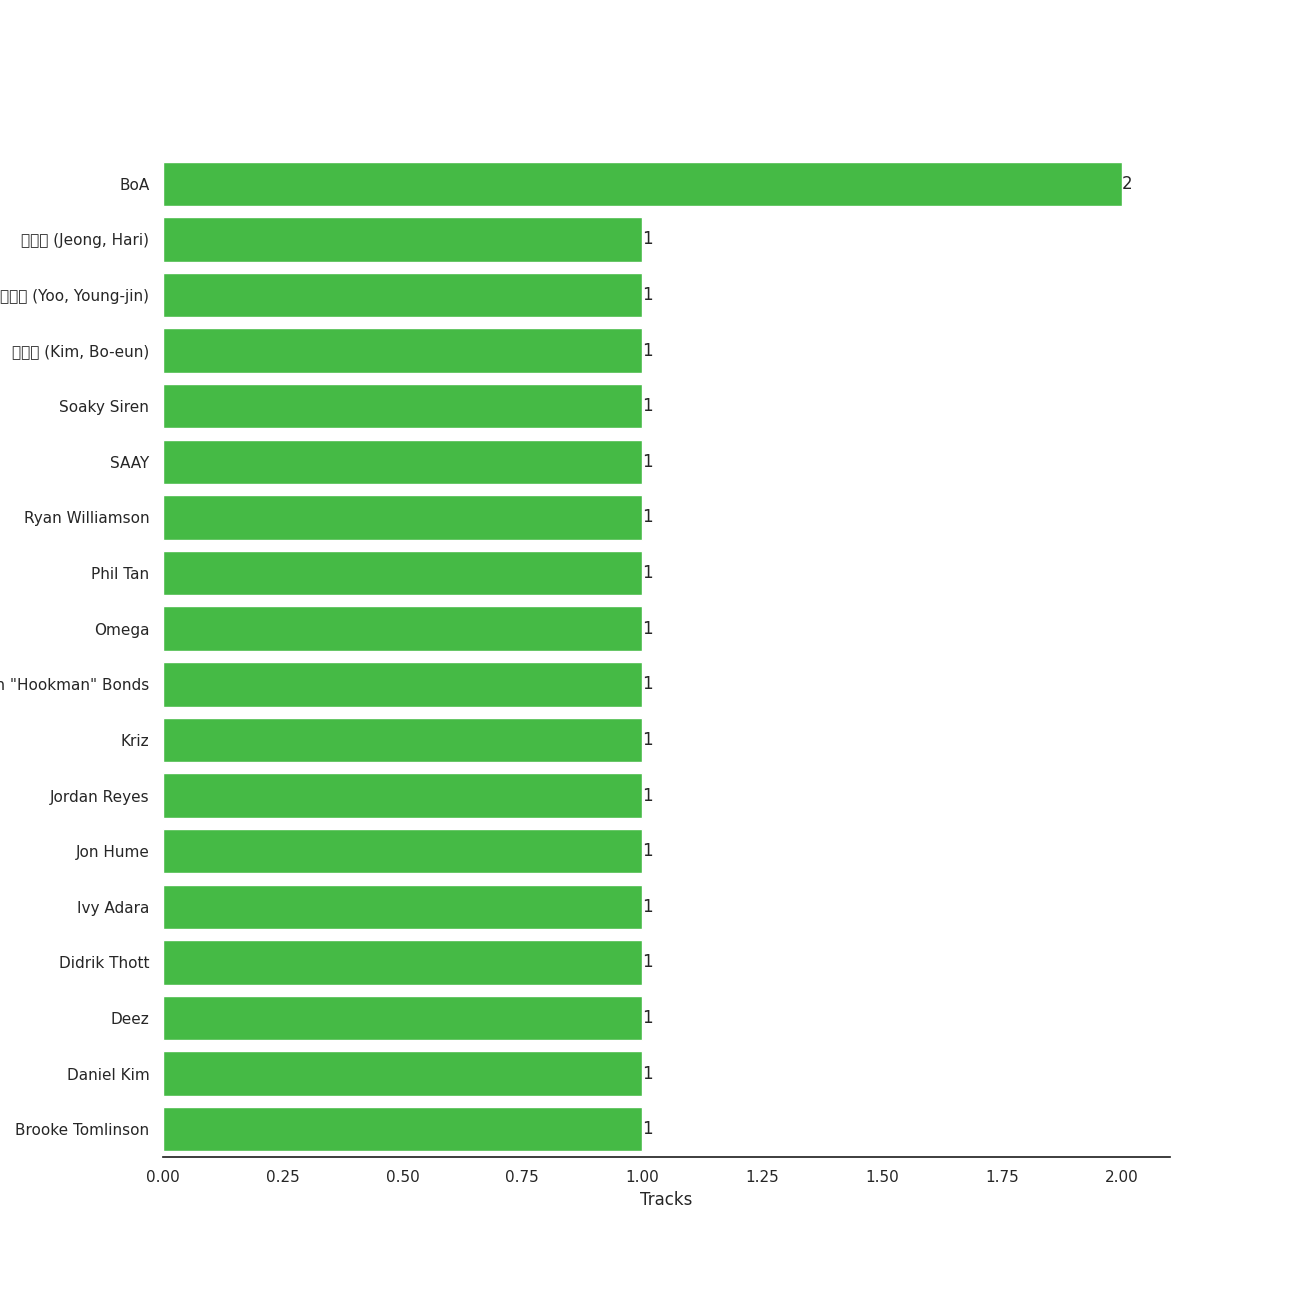 BoA 2
(Jeong, Hari) 1
(Yoo, Young-jin) 1
(Kim, Bo-eun) 1
Soaky Siren 1
SAAY 1
Ryan Williamson 1
Phil Tan 1
Omega 1
"Hookman" Bonds 1
Kriz 1
Jordan Reyes 1
Jon Hume 1
Ivy Adara 1
Didrik Thott 1
Deez 1
Daniel Kim 1
Brooke Tomlinson 1
0.00 0.25 0.50 0.75 1.00 1.25 1.50 1.75 2.00
Tracks